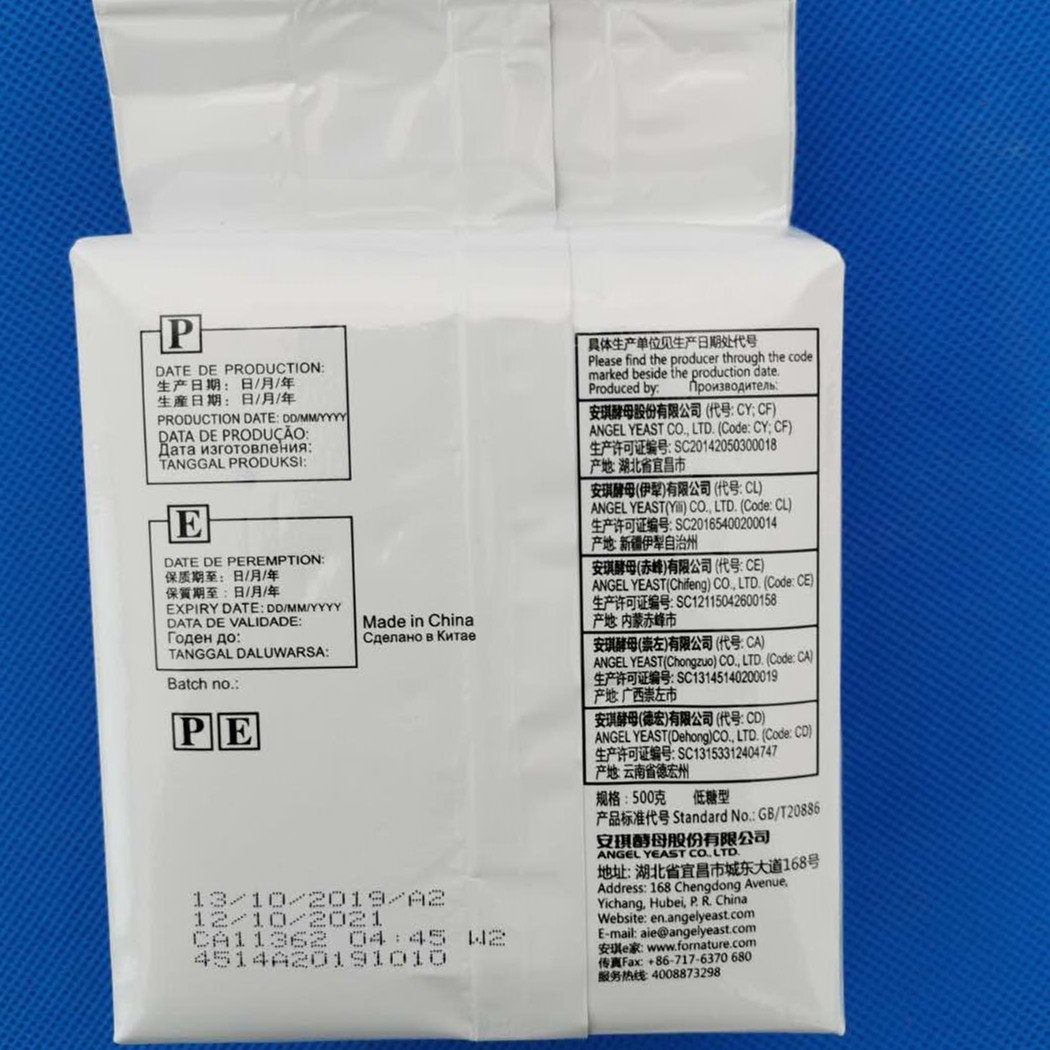 P
DATE DE PRODUCTION:
生产日期：日/月/年
生産日期：日/月/年
PRODUCTION DATE: DD/MM/YYYY
DATA DE PRODUÇÃO:
Дата изготовления:
TANGGAL PRODUKSI:
E
DATE DE PEREMPTION:
保质期至：日/月/年
保質期至：日/月/年
EXPIRY DATE: DD/MM/YYYY
DATA DE VALIDADE:
Годен до:
TANGGAL DALUWARSA:
Made in China
Сделано в Китае
Batch no.:
P E
13/10/2019/A2
12/10/2021
CA11362 04:45 W2
4514A20191010
具体生产单位见生产日期处代号
Please find the producer through the code
marked beside the production date.
Produced by: Производитель:
安琪酵母股份有限公司 (代号: CY; CF)
ANGEL YEAST CO., LTD. (Code: CY; CF)
生产许可证编号: SC20142050300018
产地: 湖北省宜昌市
安琪酵母(伊犁)有限公司 (代号: CL)
ANGEL YEAST(Yili) CO., LTD. (Code: CL)
生产许可证编号: SC20165400200014
产地: 新疆伊犁自治州
安琪酵母(赤峰)有限公司 (代号: CE)
ANGEL YEAST(Chifeng) CO., LTD. (Code: CE)
生产许可证编号: SC12115042600158
产地: 内蒙赤峰市
安琪酵母(崇左)有限公司 (代号: CA)
ANGEL YEAST(Chongzuo) CO., LTD. (Code: CA)
生产许可证编号: SC13145140200019
产地: 广西崇左市
安琪酵母(德宏)有限公司 (代号: CD)
ANGEL YEAST(Dehong)CO., LTD. (Code: CD)
生产许可证编号: SC13153312404747
产地: 云南省德宏州
规格：500克 低糖型
产品标准代号 Standard No.: GB/T20886
安琪酵母股份有限公司
ANGEL YEAST CO., LTD.
地址: 湖北省宜昌市城东大道168号
Address: 168 Chengdong Avenue,
Yichang, Hubei, P. R. China
Website: en.angelyeast.com
E-mail: aie@angelyeast.com
安琪e家: www.fornature.com
传真Fax: +86-717-6370 680
服务热线: 4008873298